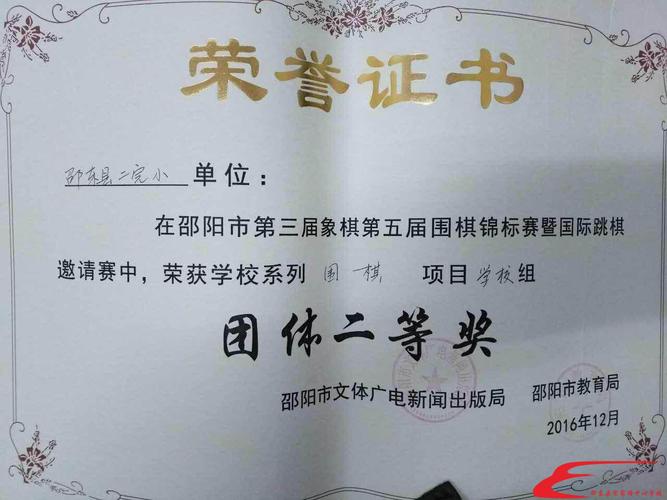 荣誉证书
邵东县二完小 单位：
在邵阳市第三届象棋第五届围棋锦标赛暨国际跳棋
邀请赛中，荣获学校系列 围棋 项目 学校 组
团体二等奖
邵阳市文体广电新闻出版局 邵阳市教育局
2016年12月